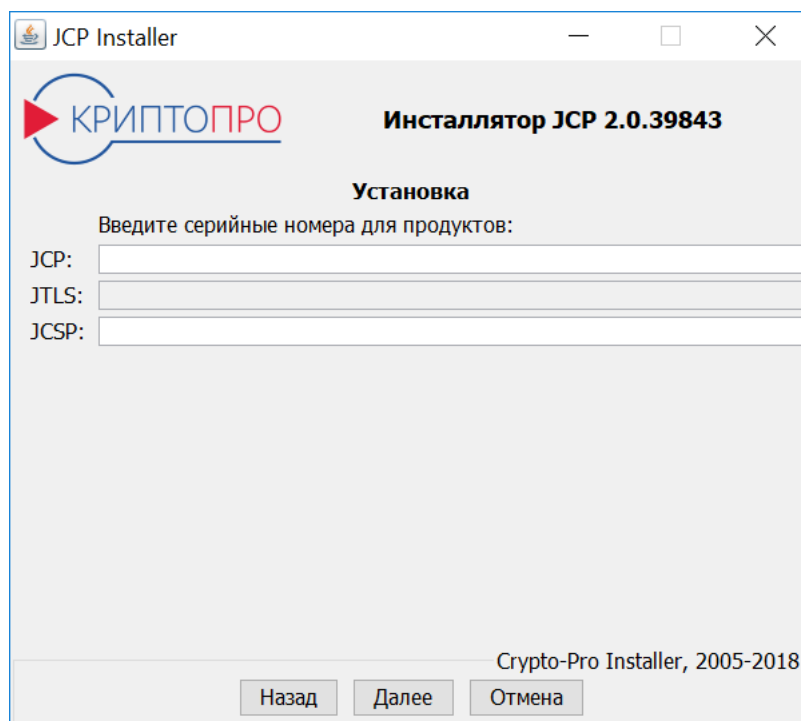 JCP Installer
КРИПТОПРО
Инсталлятор JCP 2.0.39843
Установка
Введите серийные номера для продуктов:
JCP:
JTLS:
JCSP:
Crypto-Pro Installer, 2005-2018
Назад Далее Отмена